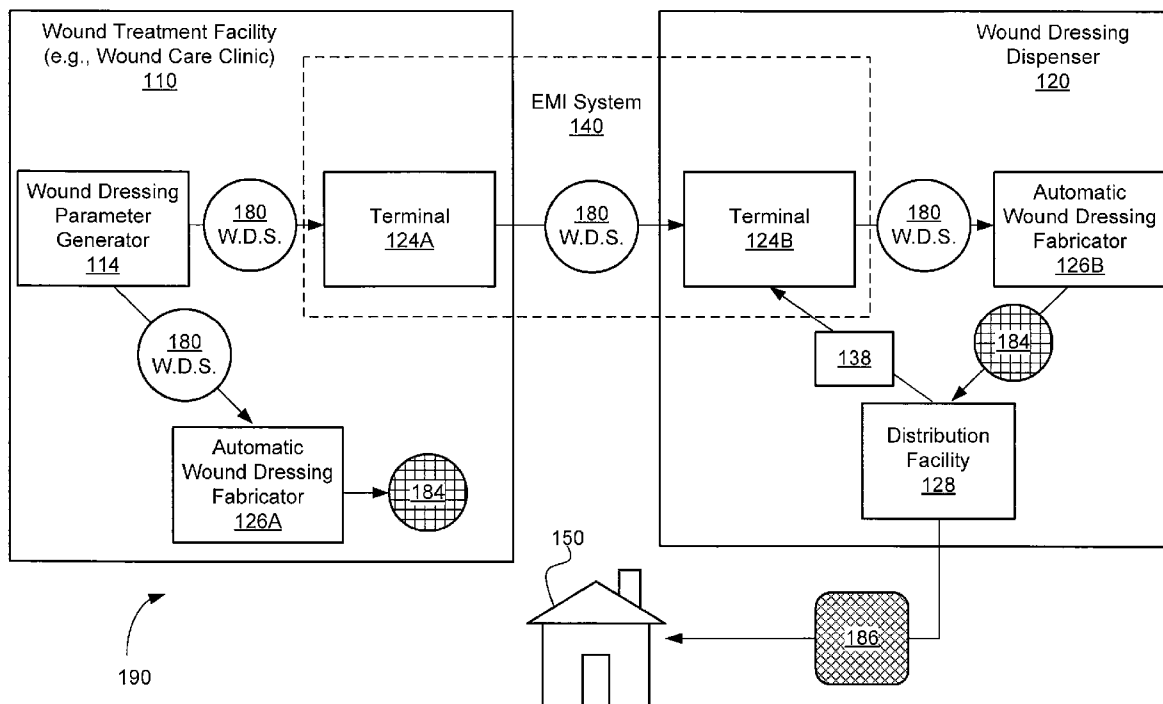 Wound Treatment Facility
(e.g., Wound Care Clinic)
110
Wound Dressing
Dispenser
120
EMI System
140
Wound Dressing
Parameter
Generator
114
180
W.D.S.
Terminal
124A
180
W.D.S.
Terminal
124B
180
W.D.S.
Automatic
Wound Dressing
Fabricator
126B
180
W.D.S.
184
138
Automatic
Wound Dressing
Fabricator
126A
184
Distribution
Facility
128
150
186
190